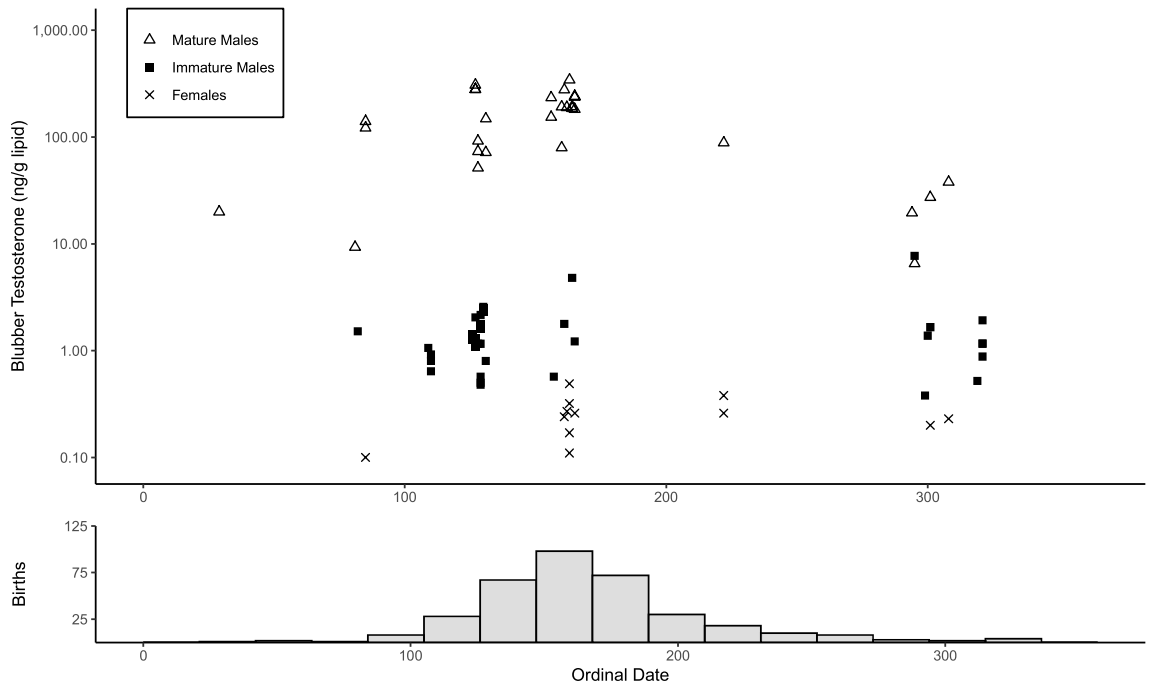 1,000.00
Mature Males
Immature Males
Females
100.00
10.00
1.00
0.10
Blubber Testosterone (ng/g lipid)
0 100 200 300
125
75
25
Births
0 100 200 300
Ordinal Date